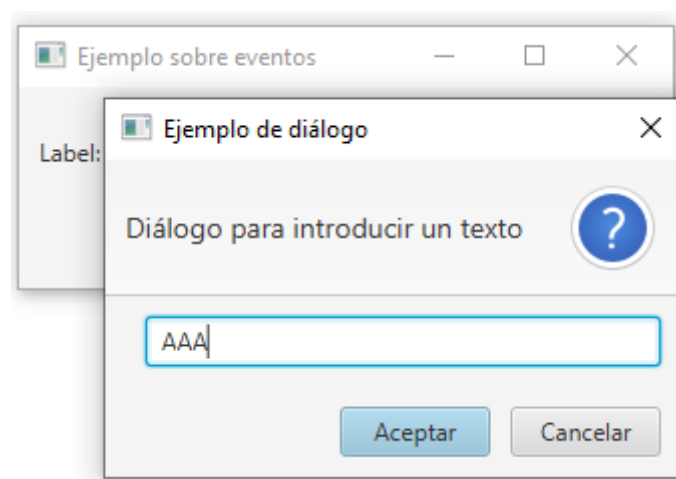 Ejemplo sobre eventos
Ejemplo de diálogo
Label:
Diálogo para introducir un texto
?
AAA
Aceptar
Cancelar